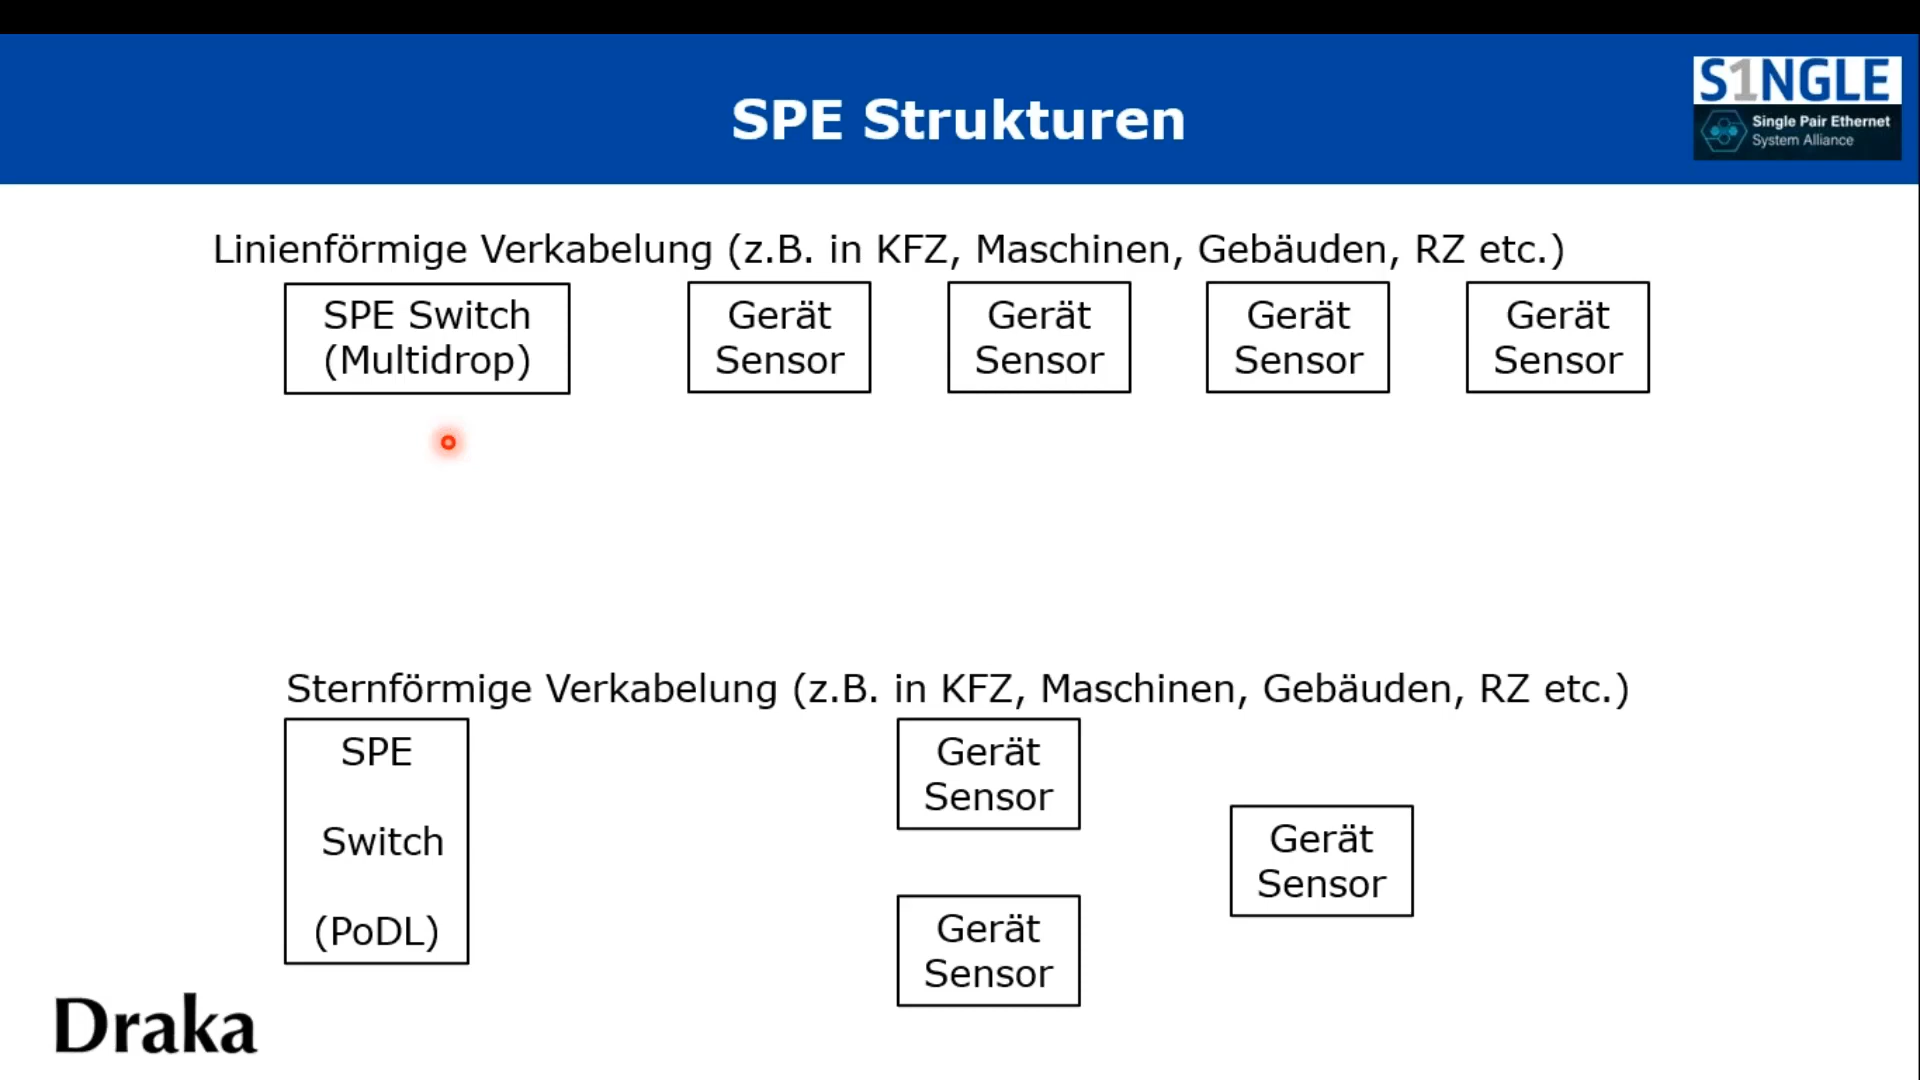 SPE Strukturen
S1NGLE
Single Pair Ethernet
System Alliance
Linienförmige Verkabelung (z.B. in KFZ, Maschinen, Gebäuden, RZ etc.)
SPE Switch
(Multidrop)
Gerät
Sensor
Gerät
Sensor
Gerät
Sensor
Gerät
Sensor
Sternförmige Verkabelung (z.B. in KFZ, Maschinen, Gebäuden, RZ etc.)
SPE
Switch
(PoDL)
Gerät
Sensor
Gerät
Sensor
Gerät
Sensor
Draka